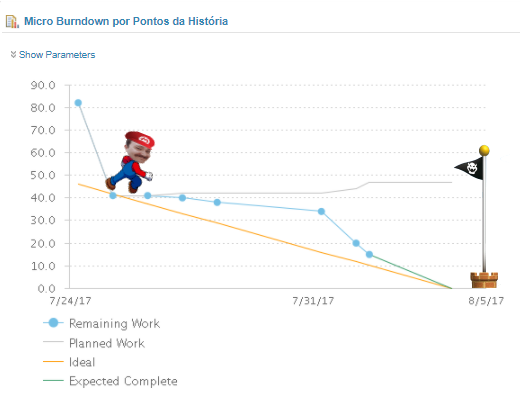 Micro Burndown por Pontos da História
Show Parameters
90.0
80.0
70.0
60.0
50.0
40.0
30.0
20.0
10.0
0.0
7/24/17
7/31/17
8/5/17
Remaining Work
Planned Work
Ideal
Expected Complete